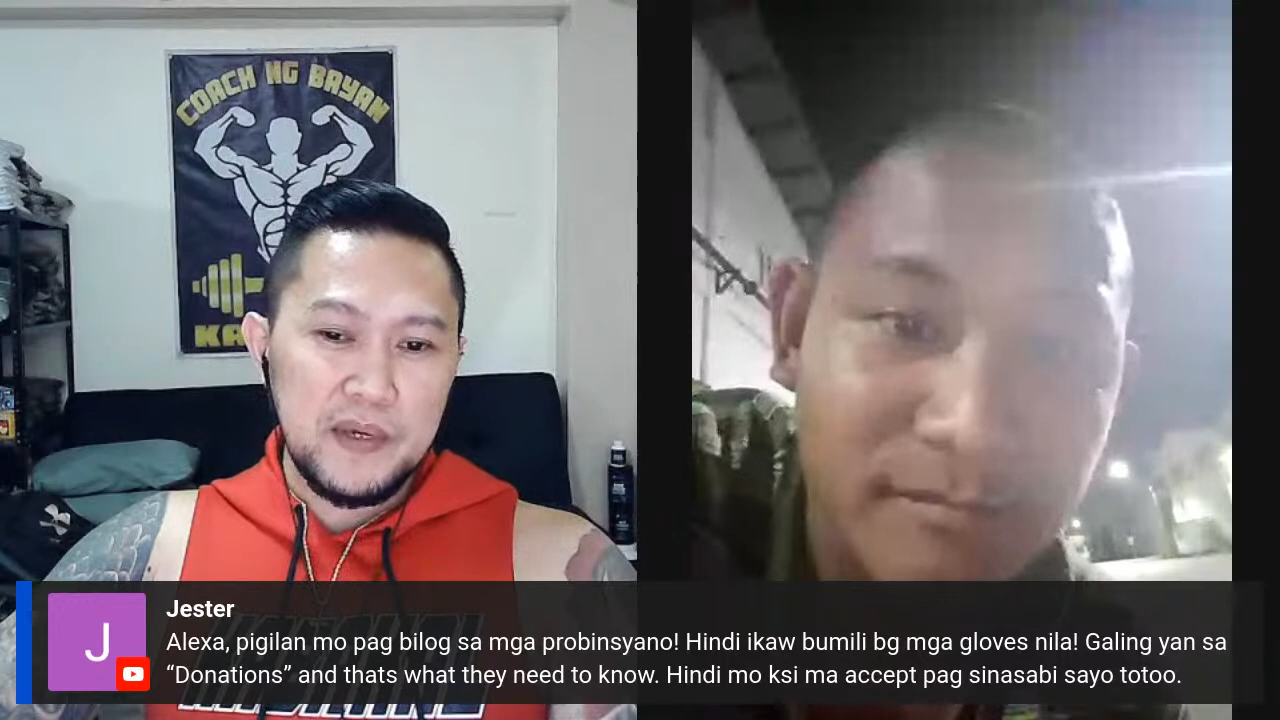 COACH NG BAYAN
KA
Jester
J
Alexa, pigilan mo pag bilog sa mga probinsyano! Hindi ikaw bumili bg mga gloves nila! Galing yan sa
“Donations” and thats what they need to know. Hindi mo ksi ma accept pag sinasabi sayo totoo.